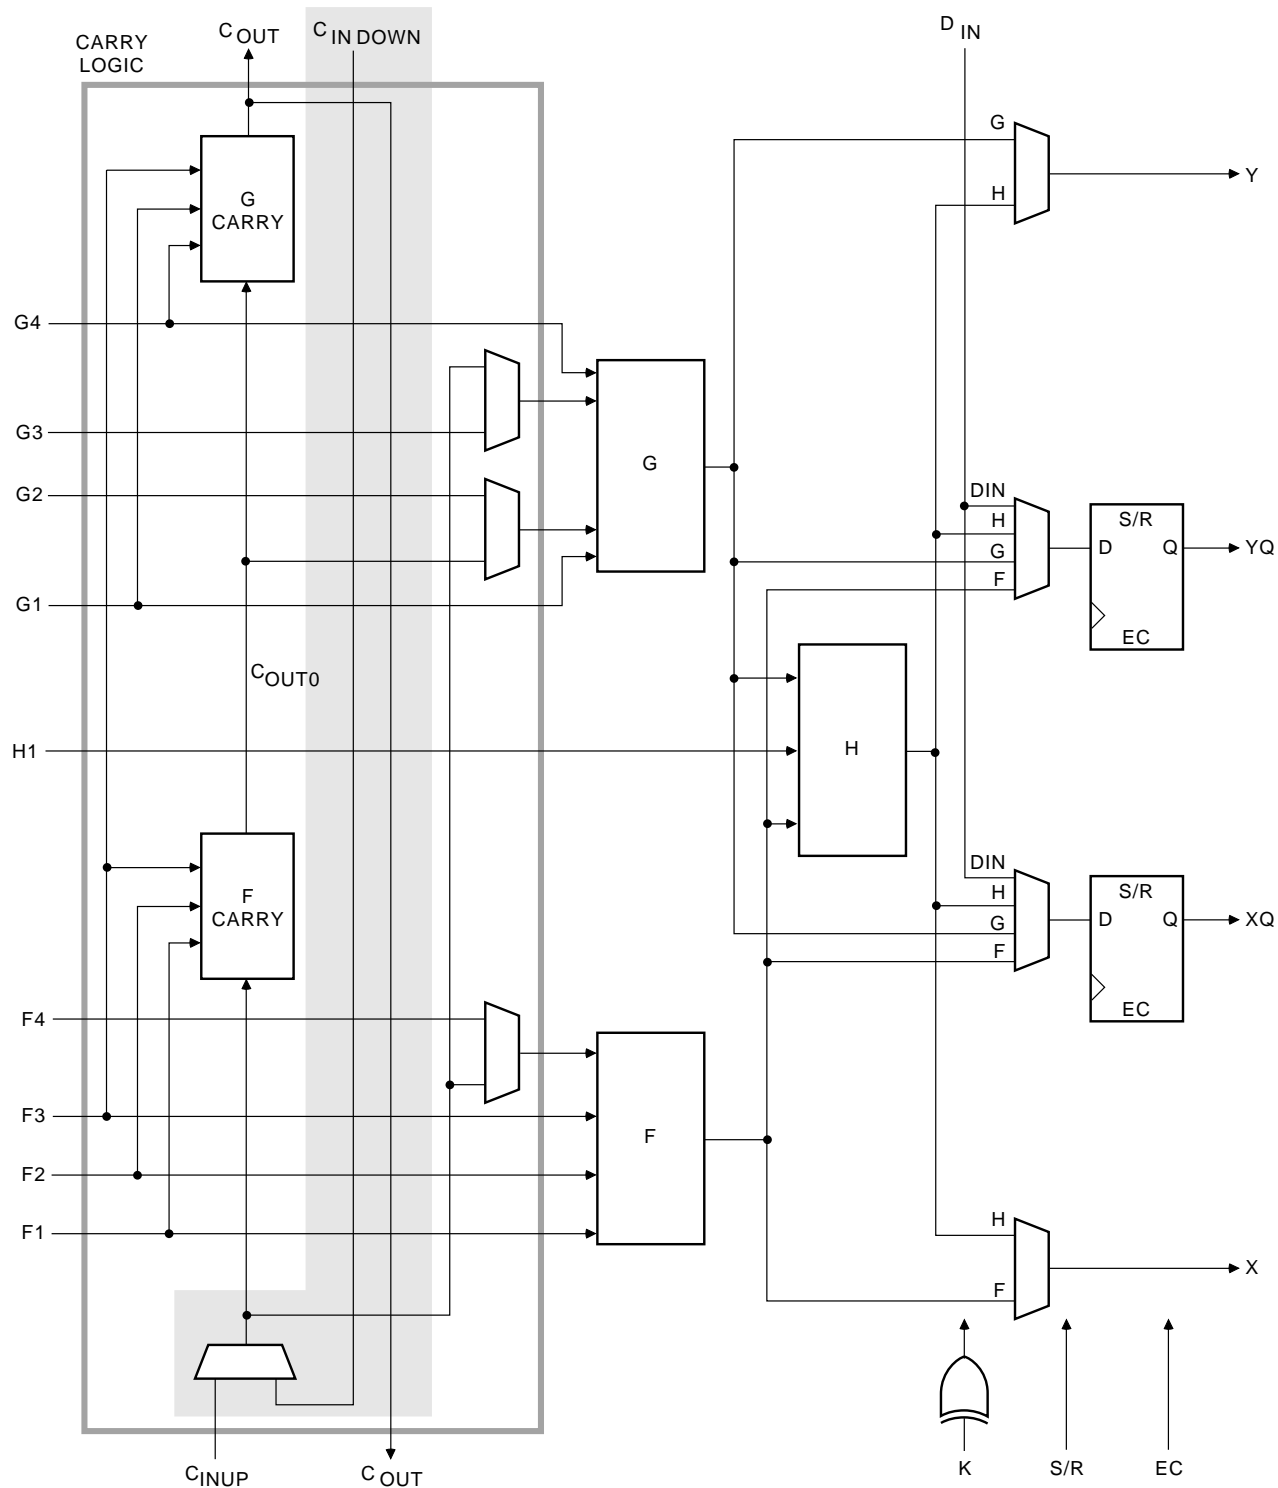 CARRY
LOGIC
C OUT
C IN DOWN
D IN
G
H
Y
G
CARRY
G4
G3
G2
G1
G
DIN
H
G
F
S/R
D
Q
EC
YQ
C OUT0
H1
H
F
CARRY
DIN
H
G
F
S/R
D
Q
EC
XQ
F4
F3
F2
F1
F
H
F
X
C INUP
C OUT
K
S/R
EC